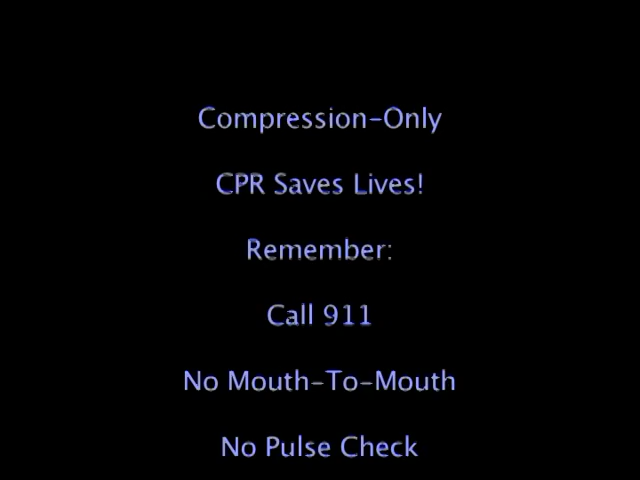 Compression-Only
CPR Saves Lives!
Remember:
Call 911
No Mouth-To-Mouth
No Pulse Check